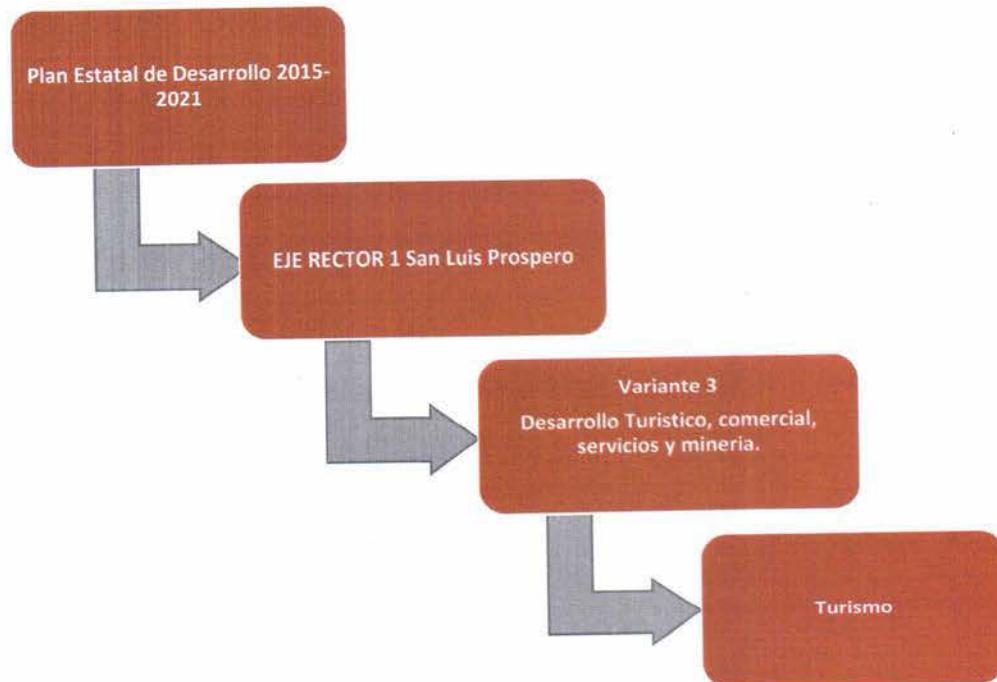 Plan Estatal de Desarrollo 2015-
2021
EJE RECTOR 1 San Luis Prospero
Variante 3
Desarrollo Turistico, comercial,
servicios y mineria.
Turismo